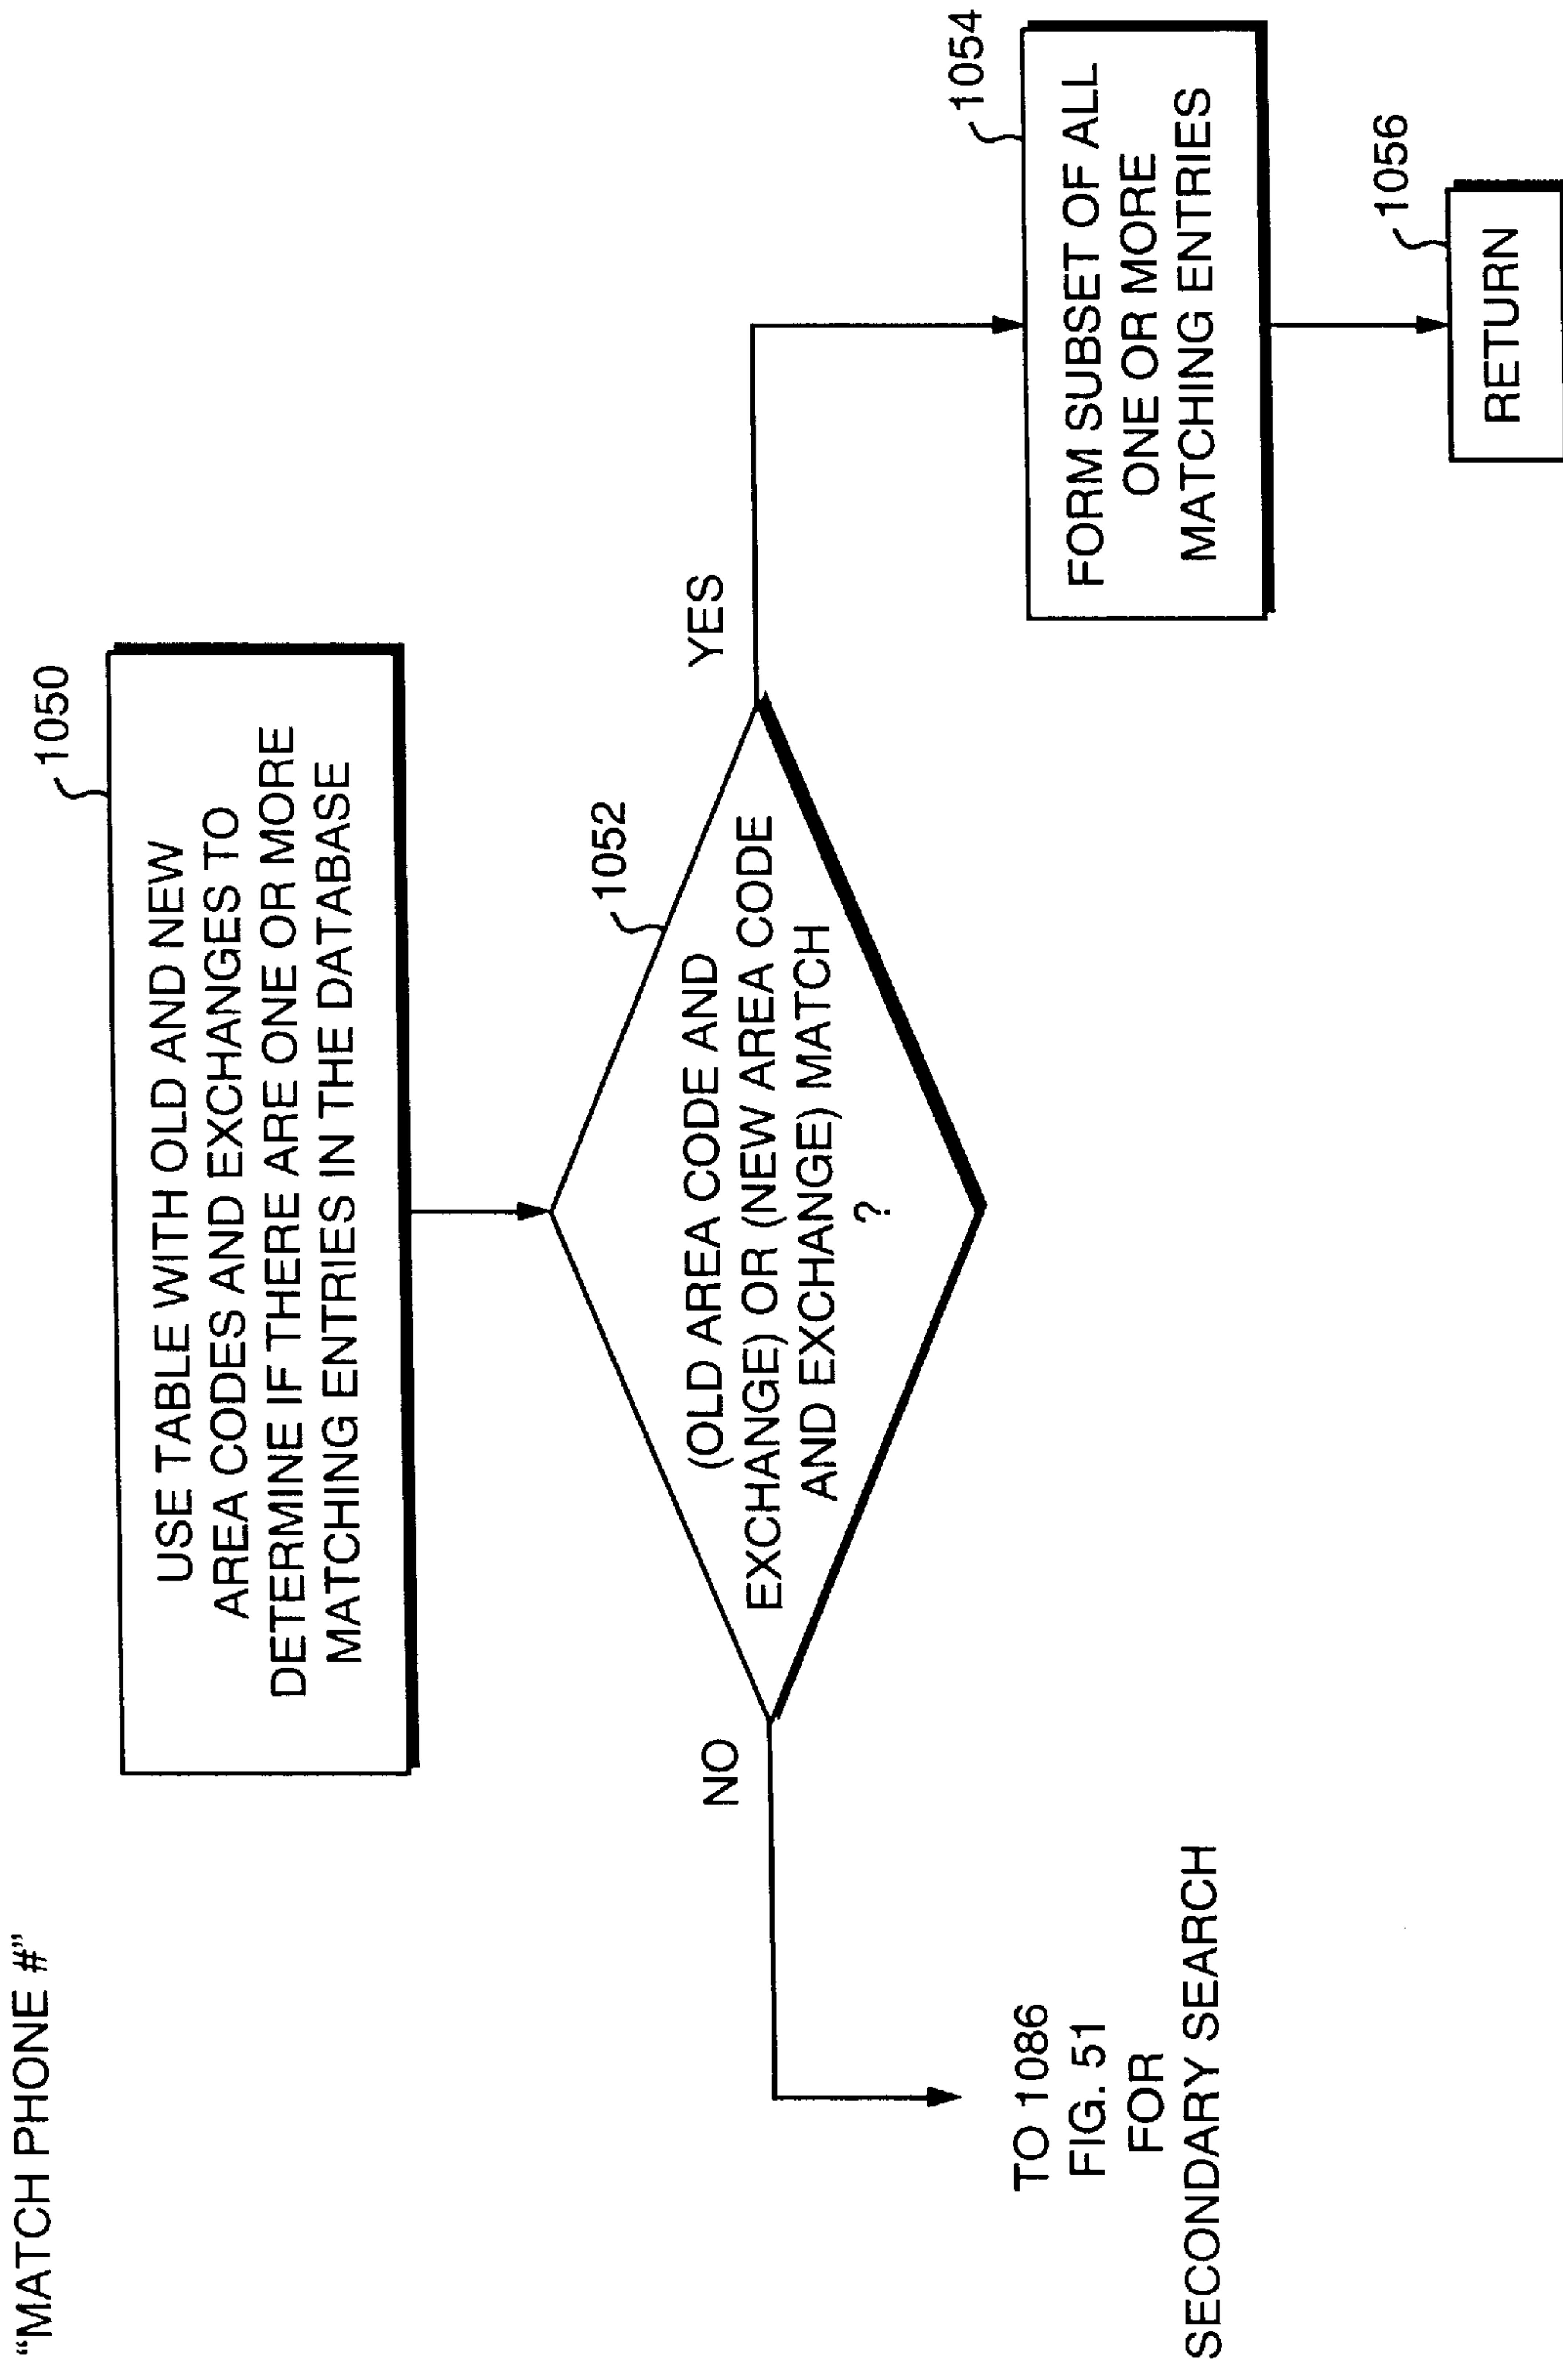 “MATCH PHONE #”
1050
USE TABLE WITH OLD AND NEW
AREA CODES AND EXCHANGES TO
DETERMINE IF THERE ARE ONE OR MORE
MATCHING ENTRIES IN THE DATABASE
1052
(OLD AREA CODE AND
EXCHANGE) OR (NEW AREA CODE
AND EXCHANGE) MATCH
?
NO
YES
TO 1086
FIG. 51
FOR
SECONDARY SEARCH
1054
FORM SUBSET OF ALL
ONE OR MORE
MATCHING ENTRIES
1056
RETURN